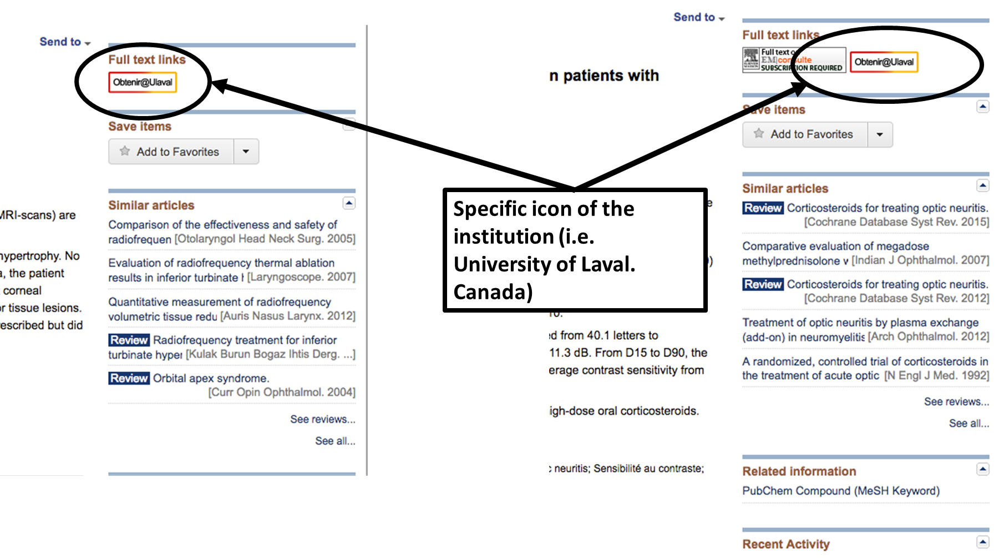 Send to
Full text links
Obtenir@Ulaval
Save items
Add to Favorites
Similar articles
Comparison of the effectiveness and safety of
radiofrequen [Otolaryngol Head Neck Surg. 2005]
Evaluation of radiofrequency thermal ablation
results in inferior turbinate [Laryngoscope. 2007]
Quantitative measurement of radiofrequency
volumetric tissue redu [Auris Nasus Larynx. 2012]
Review Radiofrequency treatment for inferior
turbinate hyper [Kulak Burun Bogaz Ihtis Derg. ...]
Review Orbital apex syndrome.
[Curr Opin Ophthalmol. 2004]
See reviews...
See all...
MRI-scans) are
hypertrophy. No
a, the patient
corneal
or tissue lesions.
rescribed but did
Specific icon of the
institution (i.e.
University of Laval.
Canada)
n patients with
e
)
10.
ed from 40.1 letters to
11.3 dB. From D15 to D90, the
erage contrast sensitivity from
igh-dose oral corticosteroids.
c neuritis; Sensibilité au contraste;
Send to
Full text links
Full text o
EM|consulte
SUBSCRIPTION REQUIRED
Obtenir@Ulaval
Save items
Add to Favorites
Similar articles
Review Corticosteroids for treating optic neuritis.
[Cochrane Database Syst Rev. 2015]
Comparative evaluation of megadose
methylprednisolone v [Indian J Ophthalmol. 2007]
Review Corticosteroids for treating optic neuritis.
[Cochrane Database Syst Rev. 2012]
Treatment of optic neuritis by plasma exchange
(add-on) in neuromyelitis [Arch Ophthalmol. 2012]
A randomized, controlled trial of corticosteroids in
the treatment of acute optic [N Engl J Med. 1992]
See reviews...
See all...
Related information
PubChem Compound (MeSH Keyword)
Recent Activity